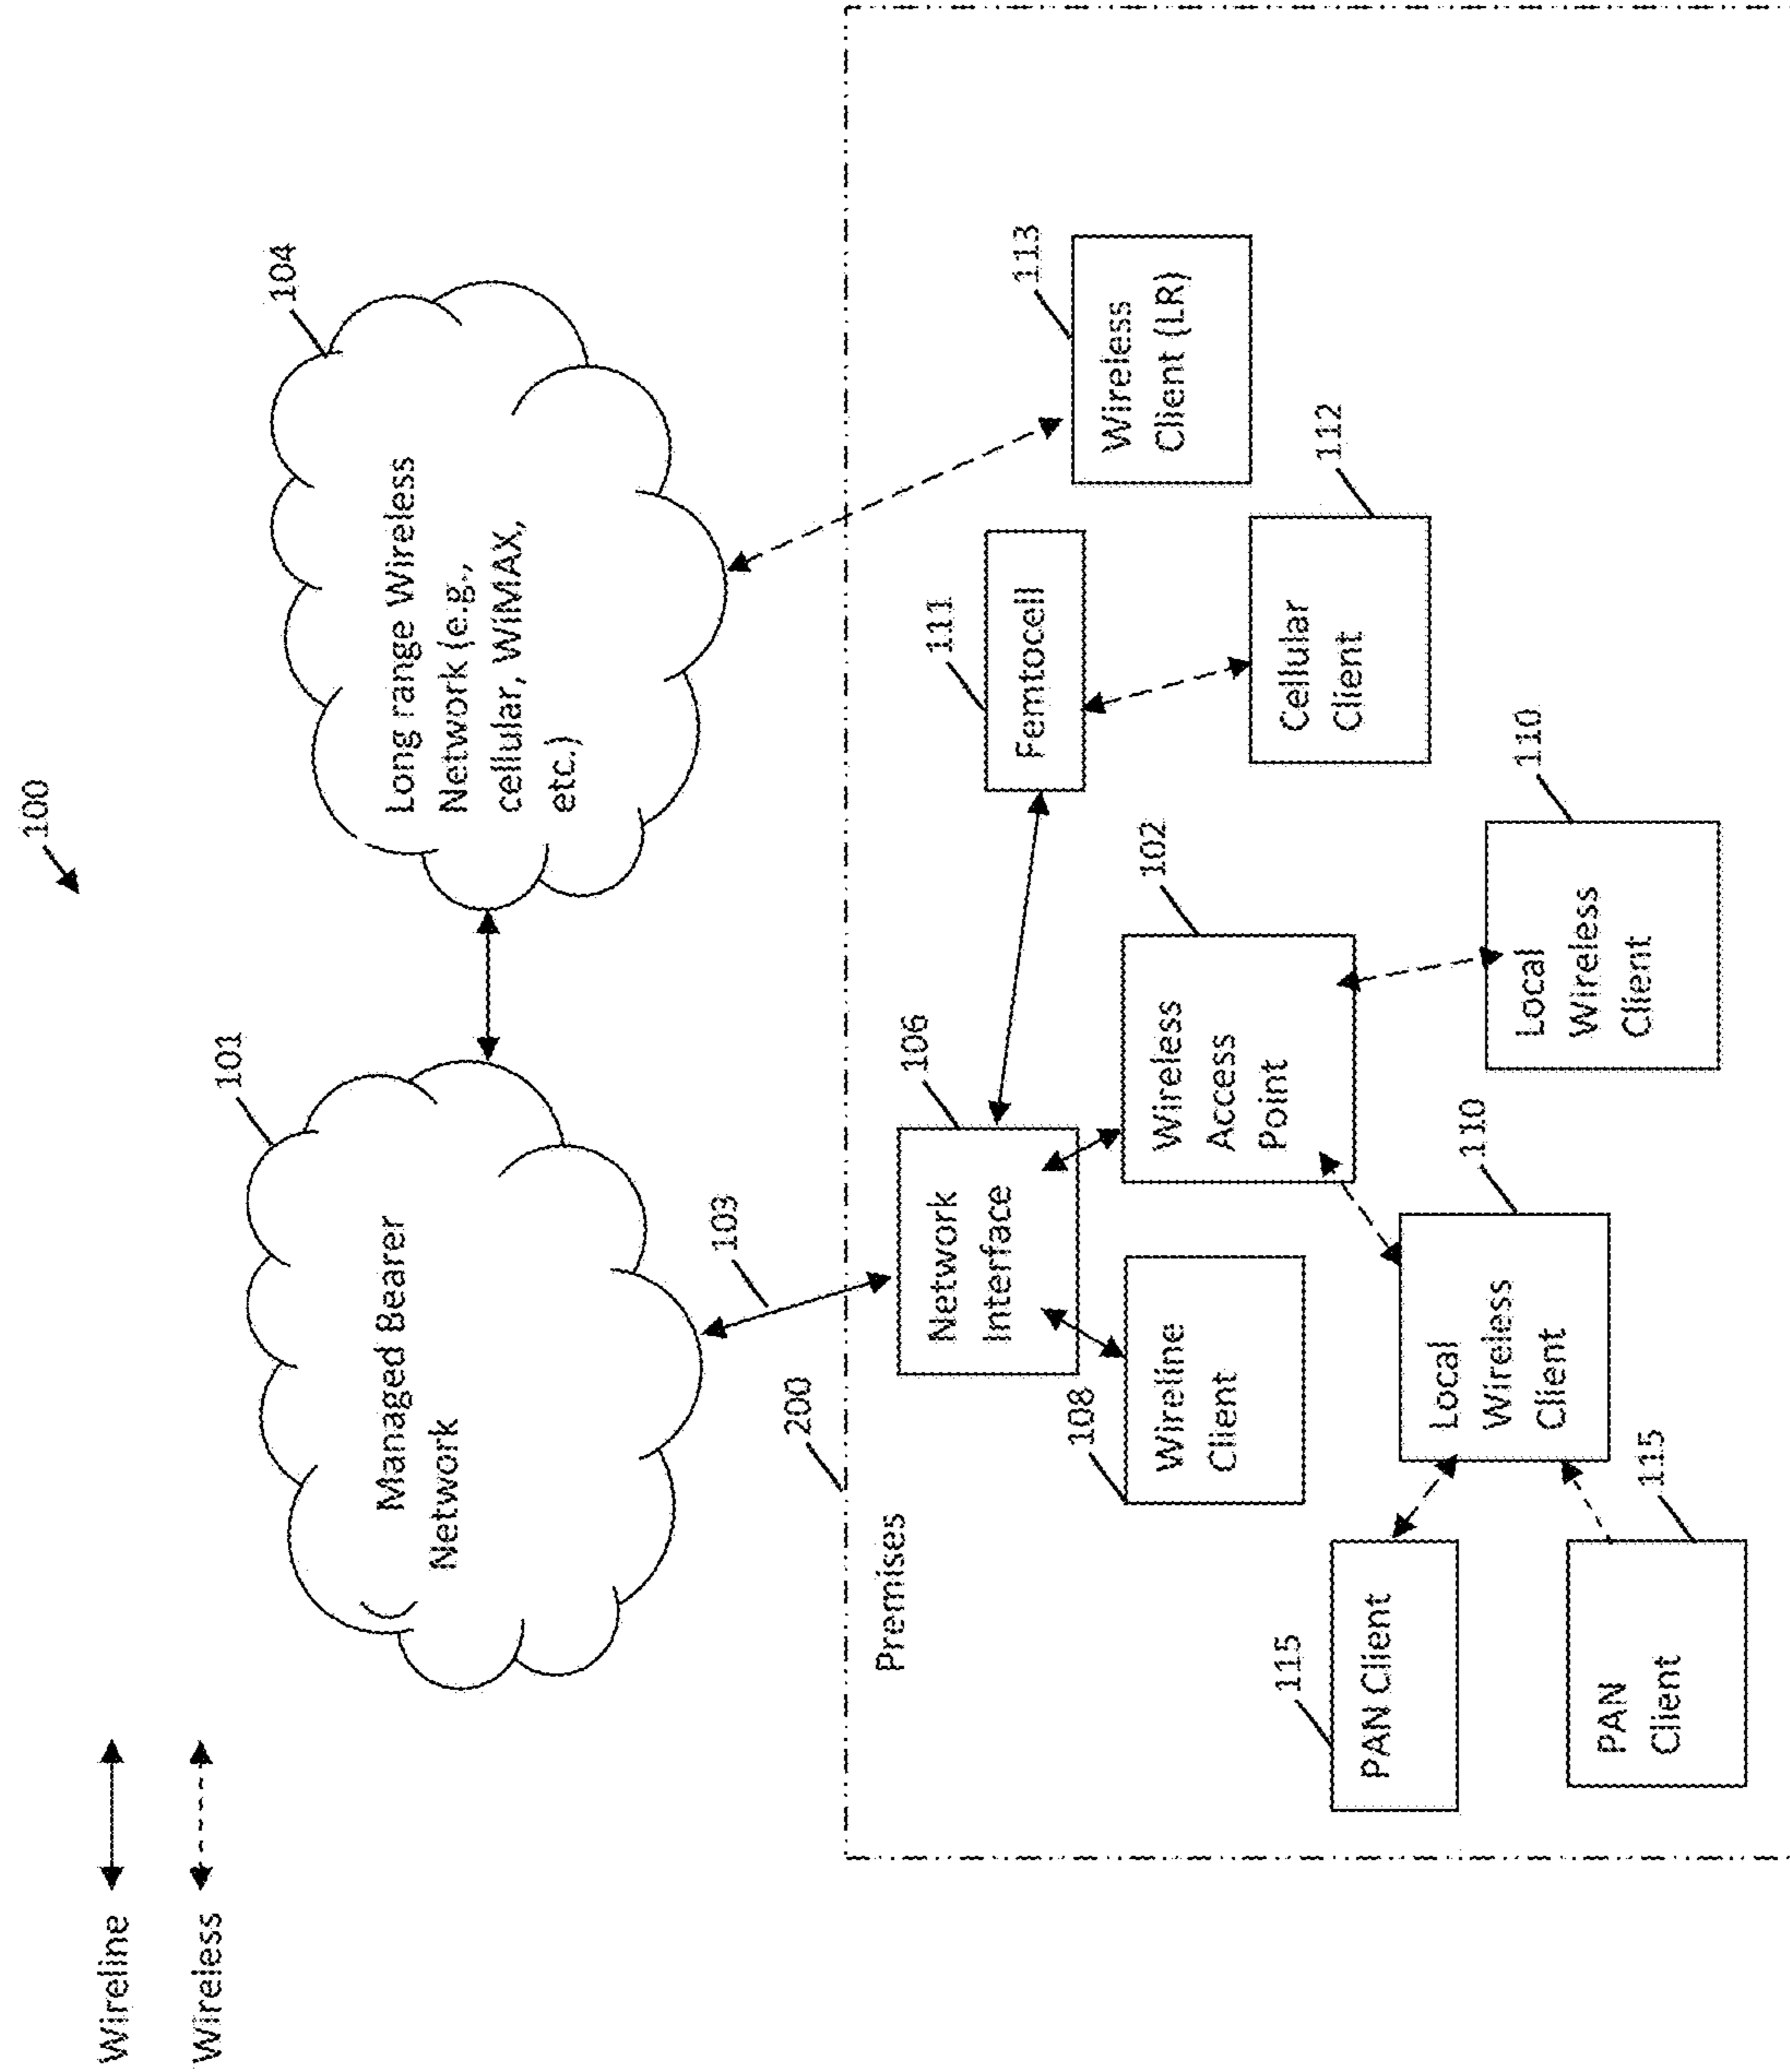 100
Wireline
Wireless
101
Managed Bearer
Network
104
Long range Wireless
Network (e.g.,
cellular, WiMAX,
etc.)
103
200
Premises
106
Network
Interface
111
Femtocell
113
Wireless
Client (LR)
108
Wireline
Client
102
Wireless
Access
Point
112
Cellular
Client
115
PAN Client
110
Local
Wireless
Client
110
Local
Wireless
Client
115
PAN
Client